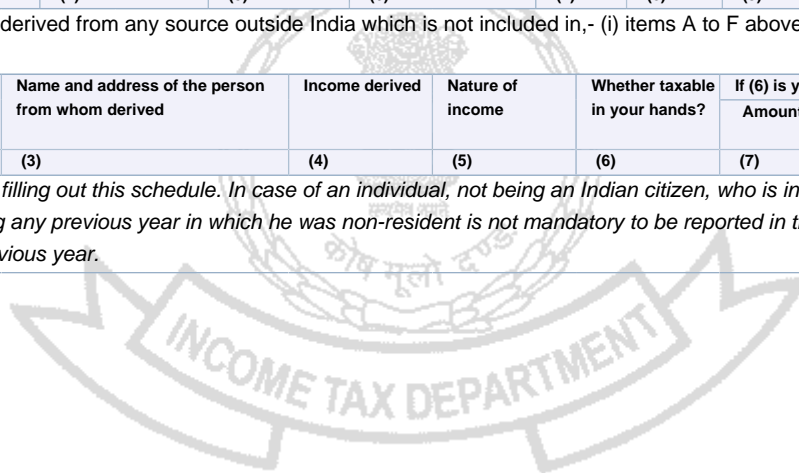 derived from any source outside India which is not included in,- (i) items A to F above
Name and address of the person from whom derived
Income derived
Nature of income
Whether taxable in your hands?
If (6) is y
Amount
(3) (4) (5) (6) (7)
filling out this schedule. In case of an individual, not being an Indian citizen, who is in
g any previous year in which he was non-resident is not mandatory to be reported in t
vious year.
कोष मूलो दण्डः
INCOME TAX DEPARTMENT